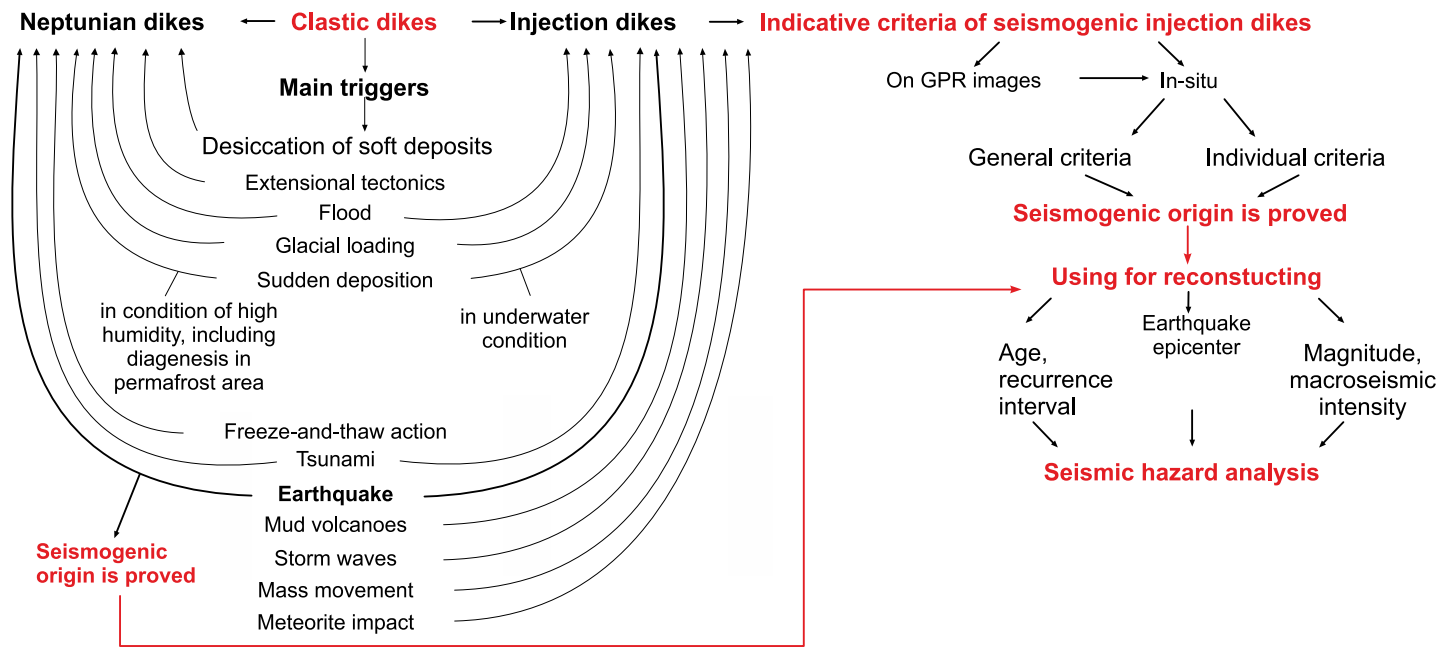 Neptunian dikes
Clastic dikes
Injection dikes
Indicative criteria of seismogenic injection dikes
Main triggers
Desiccation of soft deposits
Extensional tectonics
Flood
Glacial loading
Sudden deposition
in condition of high
humidity, including
diagenesis in
permafrost area
in underwater
condition
Freeze-and-thaw action
Tsunami
Earthquake
Mud volcanoes
Storm waves
Mass movement
Meteorite impact
Seismogenic
origin is proved
On GPR images
In-situ
General criteria
Individual criteria
Seismogenic origin is proved
Using for reconstucting
Age,
recurrence
interval
Earthquake
epicenter
Magnitude,
macroseismic
intensity
Seismic hazard analysis